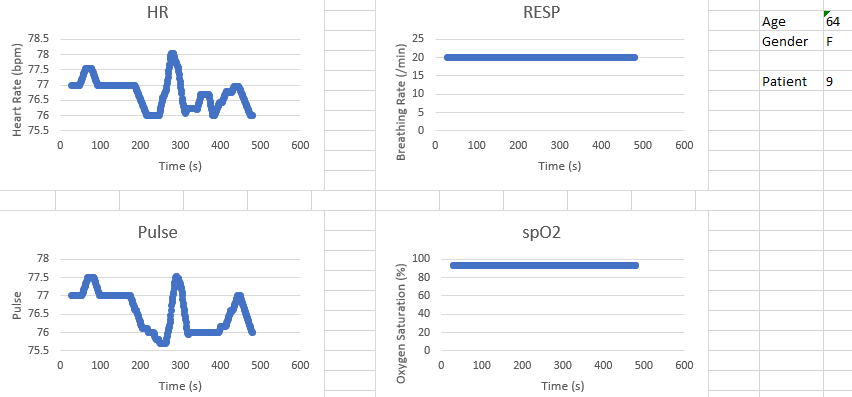 HR
Heart Rate (bpm)
78.5
78
77.5
77
76.5
76
75.5
0 100 200 300 400 500 600
Time (s)
RESP
Breathing Rate (/min)
25
20
15
10
5
0
0 100 200 300 400 500 600
Time (s)
Age 64
Gender F
Patient 9
Pulse
Pulse
78
77.5
77
76.5
76
75.5
0 100 200 300 400 500 600
Time (s)
spO2
Oxygen Saturation (%)
100
80
60
40
20
0
0 100 200 300 400 500 600
Time (s)